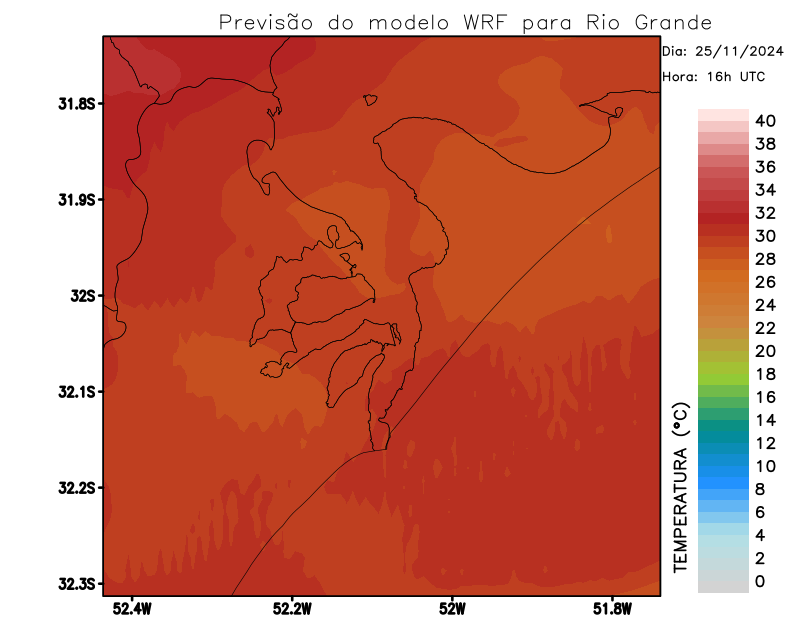 Previsão do modelo WRF para Rio Grande
Dia: 25/11/2024
Hora: 16h UTC
31.8S
31.9S
32S
32.1S
32.2S
32.3S
52.4W
52.2W
52W
51.8W
TEMPERATURA (°C)
40
38
36
34
32
30
28
26
24
22
20
18
16
14
12
10
8
6
4
2
0